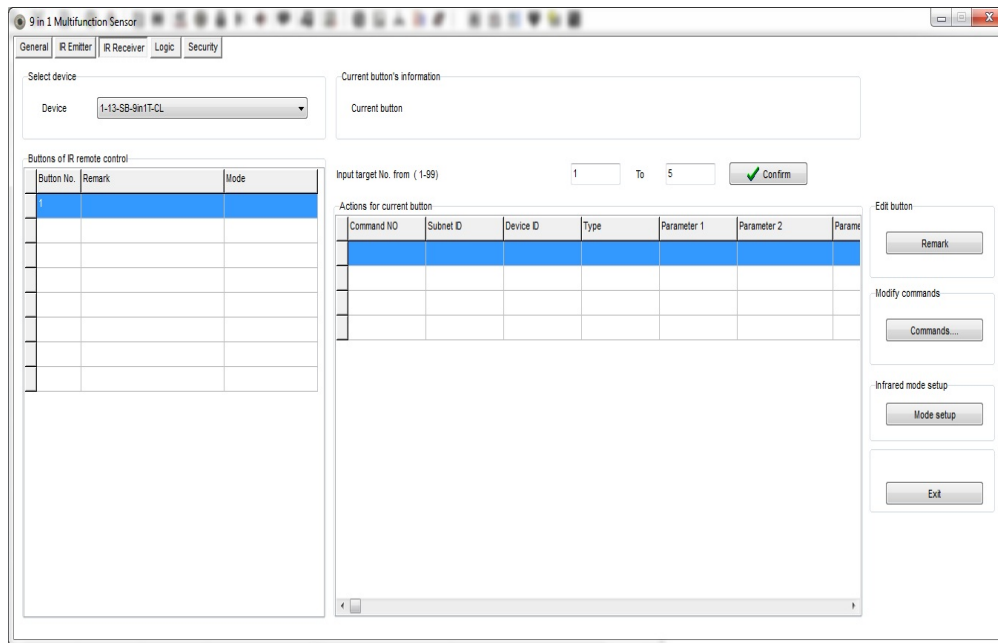 9 in 1 Multifunction Sensor
General IR Emitter IR Receiver Logic Security
Select device
Device 1-13-SB-9in1T-CL
Current button's information
Current button
Buttons of IR remote control
Button No. Remark Mode
1
Input target No. from ( 1-99) 1 To 5 Confirm
Actions for current button
Command NO Subnet ID Device ID Type Parameter 1 Parameter 2 Parame
Edit button
Remark
Modify commands
Commands....
Infrared mode setup
Mode setup
Exit